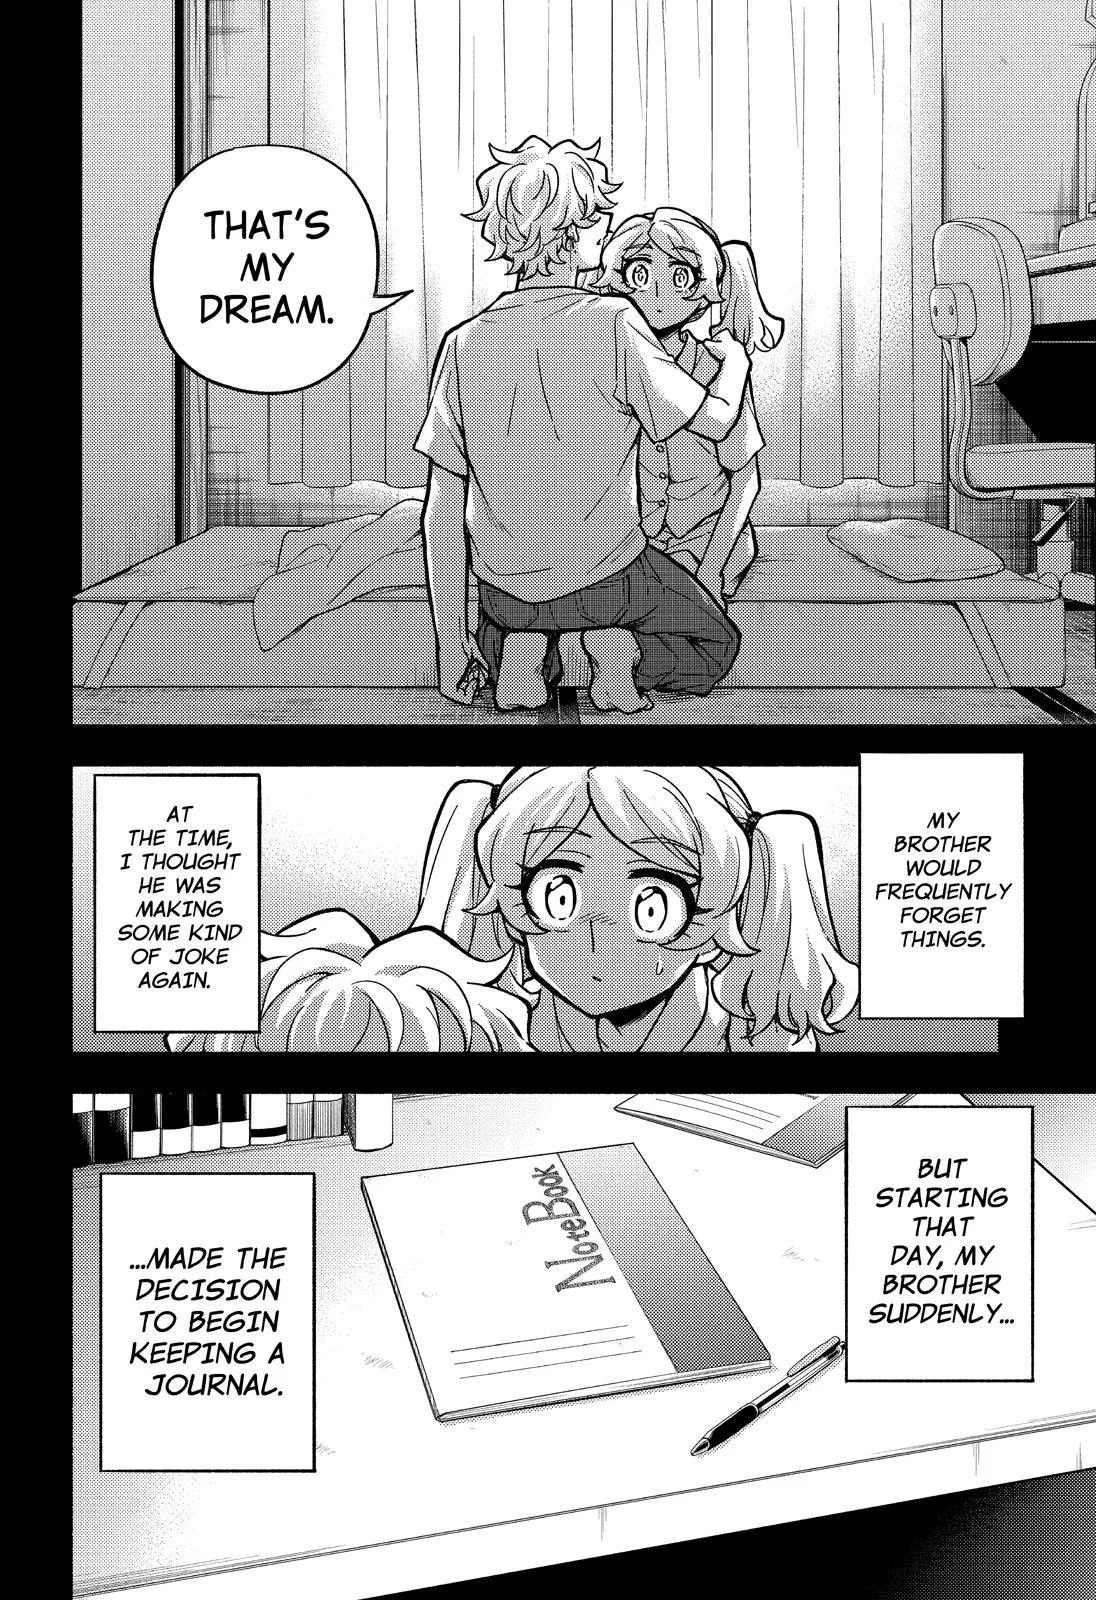 THAT'S
MY
DREAM.
MY
BROTHER
WOULD
FREQUENTLY
FORGET
THINGS.
AT
THE TIME,
I THOUGHT
HE WAS
MAKING
SOME KIND
OF JOKE
AGAIN.
BUT
STARTING
THAT
DAY, MY
BROTHER
SUDDENLY...
NoteBook
...MADE THE
DECISION
TO BEGIN
KEEPING A
JOURNAL.